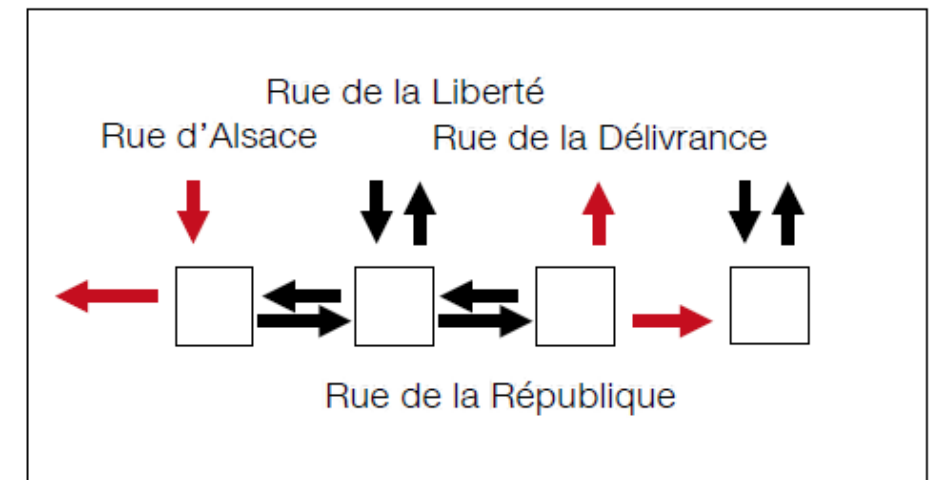 Rue de la Liberté
Rue d’Alsace
Rue de la Délivrance
Rue de la République